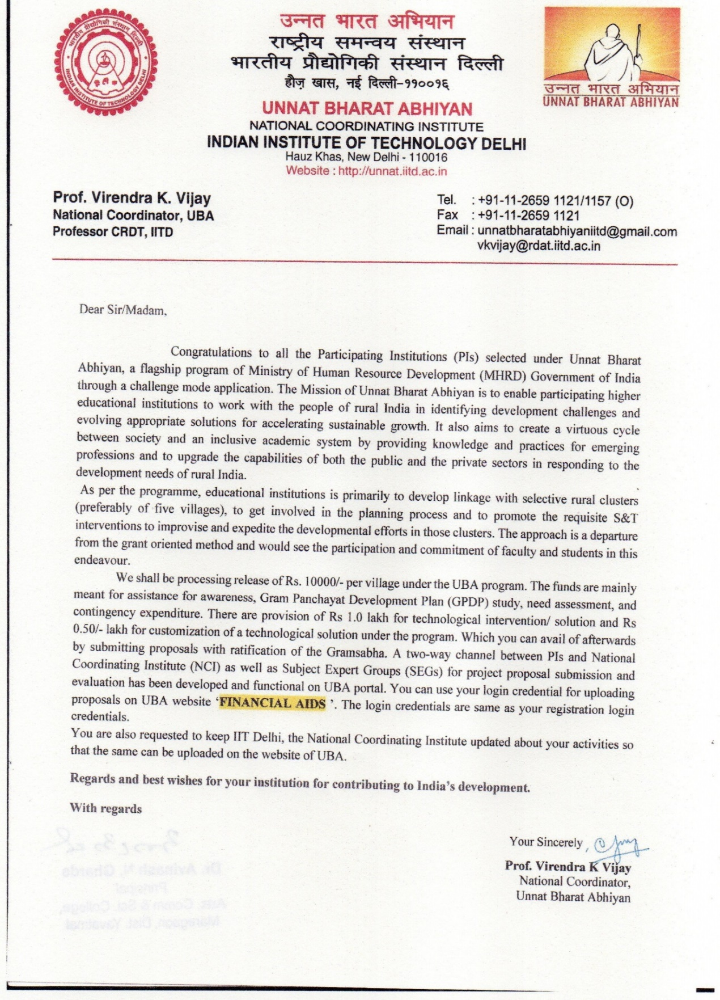 उन्नत भारत अभियान
राष्ट्रीय समन्वय संस्थान
भारतीय प्रौद्योगिकी संस्थान दिल्ली
हौज़ खास, नई दिल्ली-११००१६
UNNAT BHARAT ABHIYAN
NATIONAL COORDINATING INSTITUTE
INDIAN INSTITUTE OF TECHNOLOGY DELHI
Hauz Khas, New Delhi - 110016
Website : http://unnat.iitd.ac.in
भारतीय प्रौद्योगिकी संस्थान दिल्ली
INDIAN INSTITUTE OF TECHNOLOGY DELHI
उन्नत भारत अभियान
UNNAT BHARAT ABHIYAN
Prof. Virendra K. Vijay
National Coordinator, UBA
Professor CRDT, IITD
Tel. : +91-11-2659 1121/1157 (O)
Fax : +91-11-2659 1121
Email : unnatbharatabhiyaniitd@gmail.com
vkvijay@rdat.iitd.ac.in
Dear Sir/Madam,
Congratulations to all the Participating Institutions (PIs) selected under Unnat Bharat
Abhiyan, a flagship program of Ministry of Human Resource Development (MHRD) Government of India
through a challenge mode application. The Mission of Unnat Bharat Abhiyan is to enable participating higher
educational institutions to work with the people of rural India in identifying development challenges and
evolving appropriate solutions for accelerating sustainable growth. It also aims to create a virtuous cycle
between society and an inclusive academic system by providing knowledge and practices for emerging
professions and to upgrade the capabilities of both the public and the private sectors in responding to the
development needs of rural India.
As per the programme, educational institutions is primarily to develop linkage with selective rural clusters
(preferably of five villages), to get involved in the planning process and to promote the requisite S&T
interventions to improvise and expedite the developmental efforts in those clusters. The approach is a departure
from the grant oriented method and would see the participation and commitment of faculty and students in this
endeavour.
We shall be processing release of Rs. 10000/- per village under the UBA program. The funds are mainly
meant for assistance for awareness, Gram Panchayat Development Plan (GPDP) study, need assessment, and
contingency expenditure. There are provision of Rs 1.0 lakh for technological intervention/ solution and Rs
0.50/- lakh for customization of a technological solution under the program. Which you can avail of afterwards
by submitting proposals with ratification of the Gramsabha. A two-way channel between PIs and National
Coordinating Institute (NCI) as well as Subject Expert Groups (SEGs) for project proposal submission and
evaluation has been developed and functional on UBA portal. You can use your login credential for uploading
proposals on UBA website ‘FINANCIAL AIDS ’. The login credentials are same as your registration login
credentials.
You are also requested to keep IIT Delhi, the National Coordinating Institute updated about your activities so
that the same can be uploaded on the website of UBA.
Regards and best wishes for your institution for contributing to India’s development.
With regards
Your Sincerely,
Prof. Virendra K Vijay
National Coordinator,
Unnat Bharat Abhiyan
Dr. Avinash N. Gharde
Principal
Arts, Comm & Sci. College,
Maregaon, Dist. Yavatmal